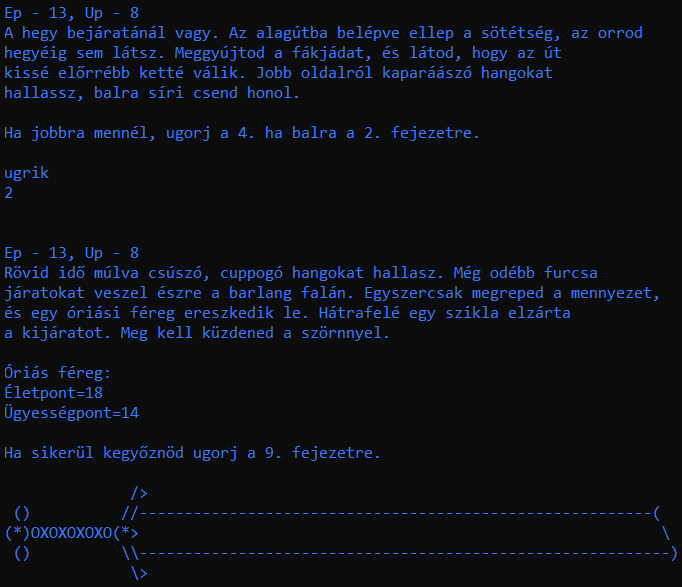 Ep - 13, Up - 8
A hegy bejáratánál vagy. Az alagútba belépve ellep a sötétség, az orrod
hegyéig sem látsz. Meggyújtod a fákjádat, és látod, hogy az út
kissé előrrébb ketté válik. Jobb oldalról kaparáászó hangokat
hallassz, balra síri csend honol.
Ha jobbra mennél, ugorj a 4. ha balra a 2. fejezetre.
ugrik
2
Ep - 13, Up - 8
Rövid idő múlva csúszó, cuppogó hangokat hallasz. Még odébb furcsa
járatokat veszel észre a barlang falán. Egyszercsak megreped a mennyezet,
és egy óriási féreg ereszkedik le. Hátrafelé egy szikla elzárta
a kijáratot. Meg kell küzdened a szörnnyel.
Óriás féreg:
Életpont=18
Ügyességpont=14
Ha sikerül kegyőznöd ugorj a 9. fejezetre.
              />
 ()          //---------------------------------------------------------(
(*)OXOXOXOXO(*>                                                          \
 ()          \\-----------------------------------------------------------)
              \>